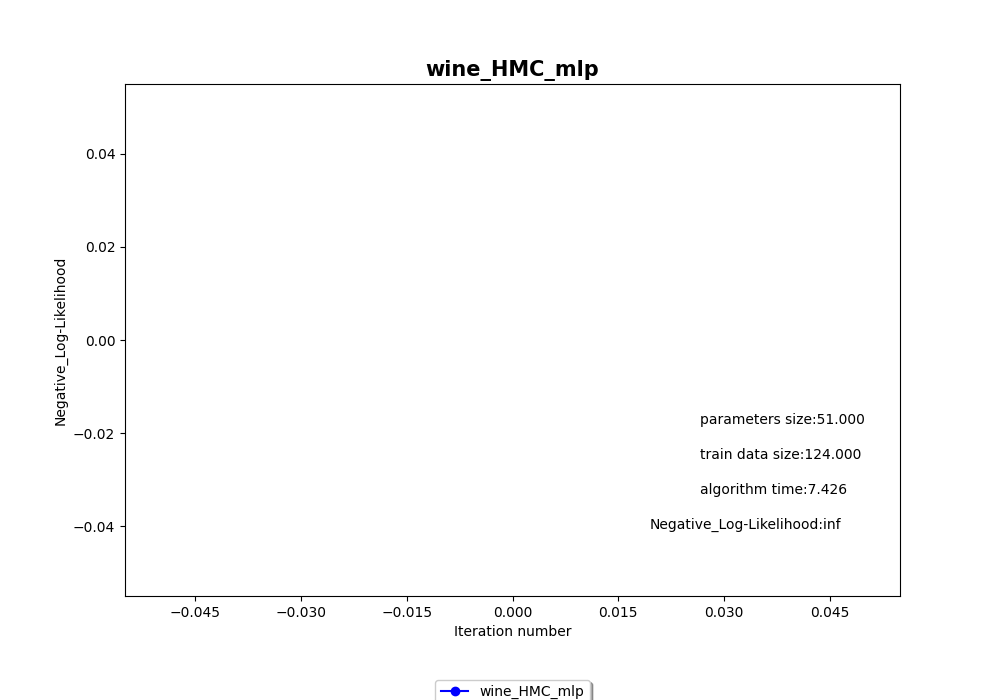 wine_HMC_mlp
0.04
0.02
0.00
−0.02
−0.04
Negative_Log-Likelihood
parameters size:51.000
train data size:124.000
algorithm time:7.426
Negative_Log-Likelihood:inf
−0.045 −0.030 −0.015 0.000 0.015 0.030 0.045
Iteration number
wine_HMC_mlp